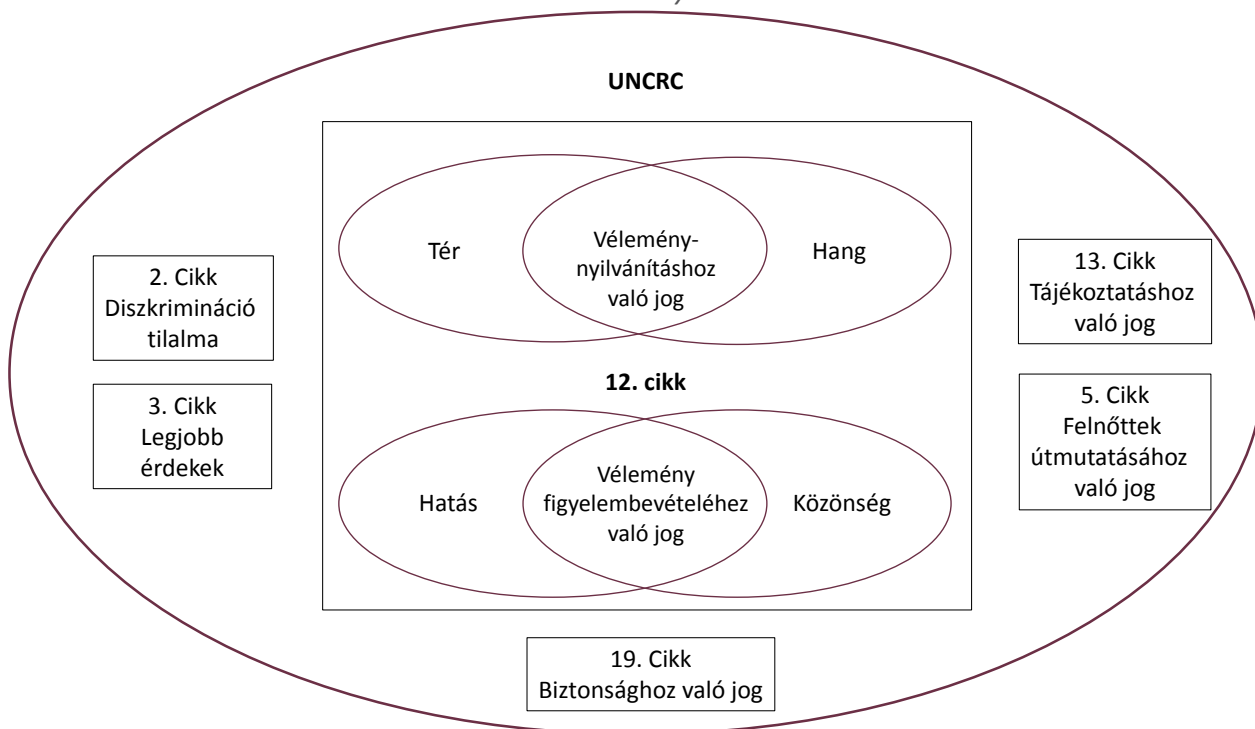 UNCRC
Tér
Vélemény-
nyilvánításhoz
való jog
Hang
2. Cikk
Diszkrimináció
tilalma
13. Cikk
Tájékoztatáshoz
való jog
12. cikk
3. Cikk
Legjobb
érdekek
5. Cikk
Felnőttek
útmutatásához
való jog
Hatás
Vélemény
figyelembevételéhez
való jog
Közönség
19. Cikk
Biztonsághoz való jog